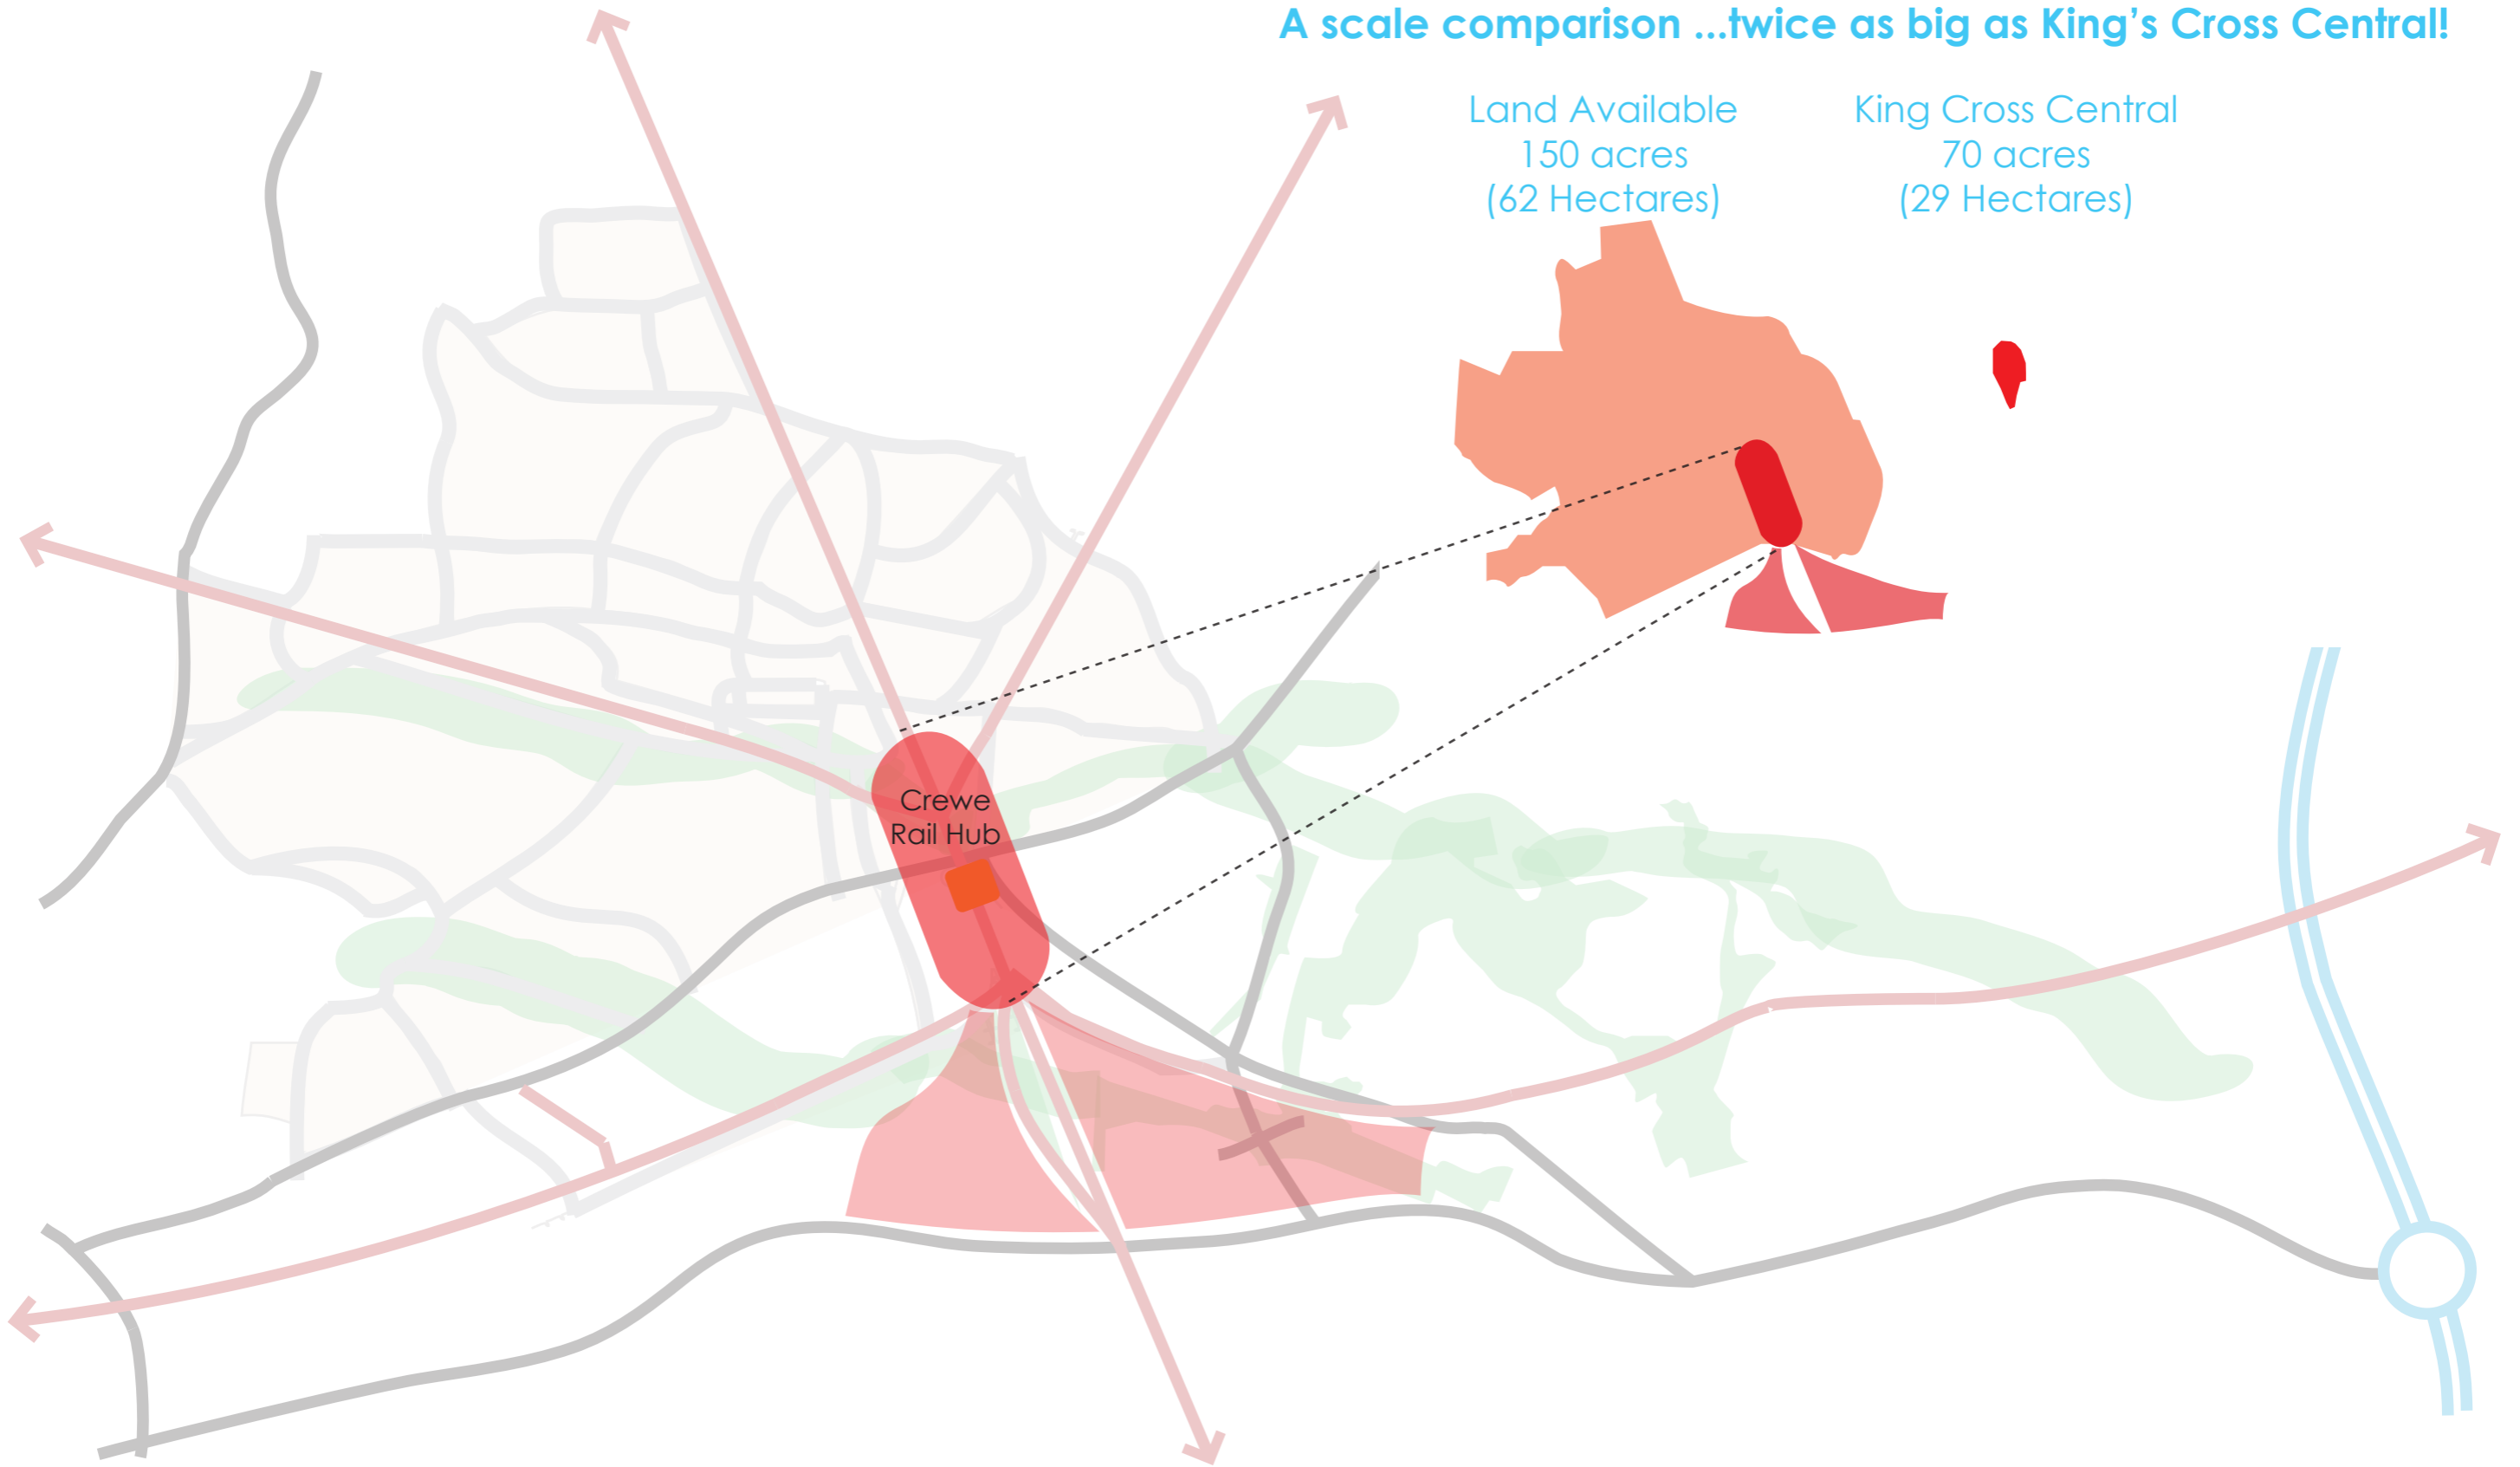 A scale comparison ...twice as big as King’s Cross Central!
Land Available
150 acres
(62 Hectares)
King Cross Central
70 acres
(29 Hectares)
Crewe
Rail Hub